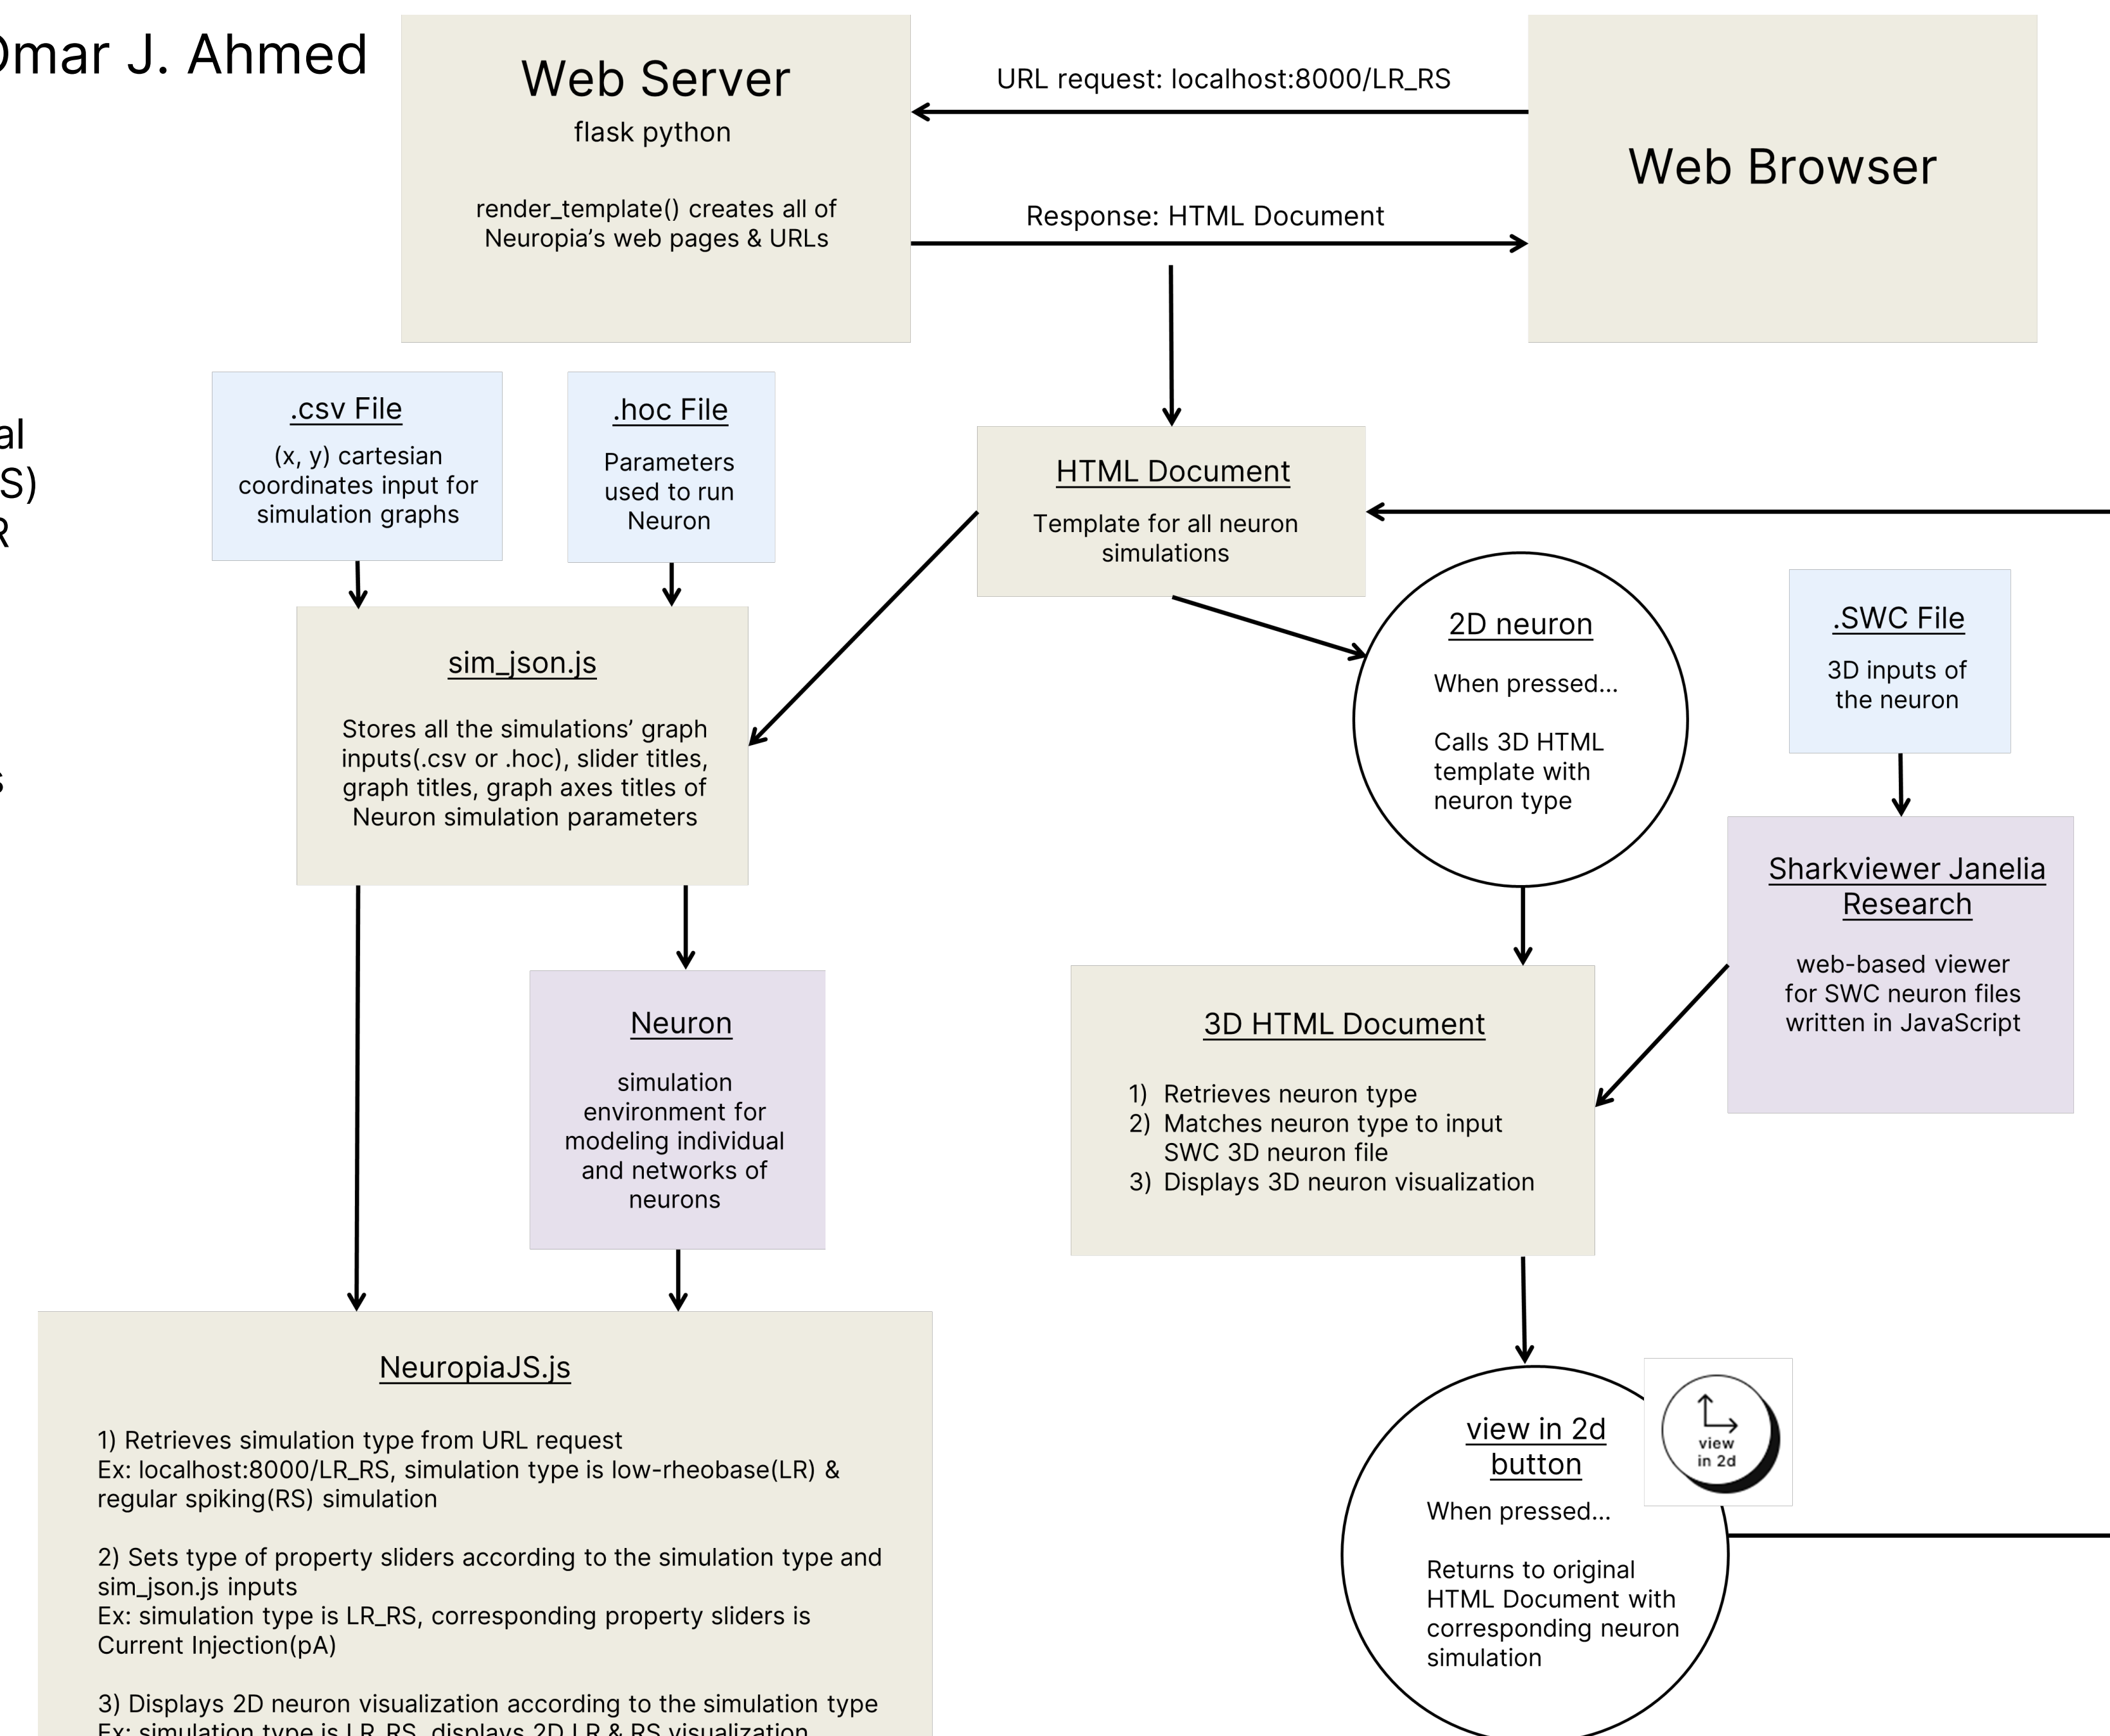 Omar J. Ahmed
Web Server
flask python
render_template() creates all of
Neuropia’s web pages & URLs
URL request: localhost:8000/LR_RS
Response: HTML Document
Web Browser
al
S)
R
s
.csv File
(x, y) cartesian
coordinates input for
simulation graphs
.hoc File
Parameters
used to run
Neuron
HTML Document
Template for all neuron
simulations
sim_json.js
Stores all the simulations’ graph
inputs(.csv or .hoc), slider titles,
graph titles, graph axes titles of
Neuron simulation parameters
2D neuron
When pressed...
Calls 3D HTML
template with
neuron type
.SWC File
3D inputs of
the neuron
Sharkviewer Janelia
Research
web-based viewer
for SWC neuron files
written in JavaScript
Neuron
simulation
environment for
modeling individual
and networks of
neurons
3D HTML Document
1) Retrieves neuron type
2) Matches neuron type to input
SWC 3D neuron file
3) Displays 3D neuron visualization
NeuropiaJS.js
1) Retrieves simulation type from URL request
Ex: localhost:8000/LR_RS, simulation type is low-rheobase(LR) &
regular spiking(RS) simulation
2) Sets type of property sliders according to the simulation type and
sim_json.js inputs
Ex: simulation type is LR_RS, corresponding property sliders is
Current Injection(pA)
3) Displays 2D neuron visualization according to the simulation type
Ex: simulation type is LR_RS, displays 2D LR & RS visualization
view in 2d
button
When pressed...
Returns to original
HTML Document with
corresponding neuron
simulation
view
in 2d